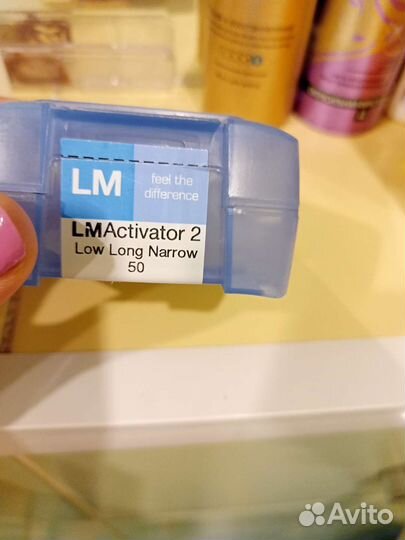 LM
feel the
difference
LMActivator 2
Low Long Narrow
50
Avito